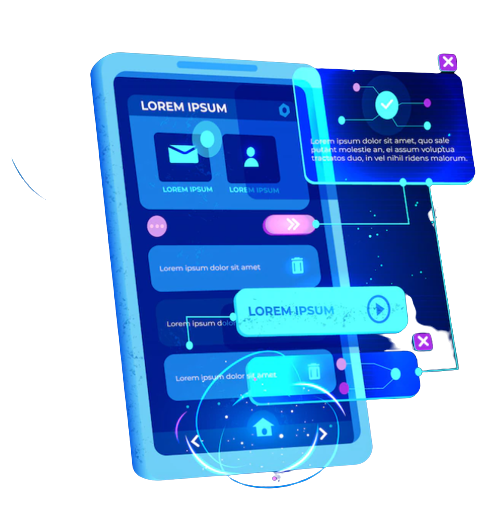 LOREM IPSUM
LOREM IPSUM
LOREM IPSUM
Lorem ipsum dolor sit amet, quo sale
putant molestie an, ei assum voluptua
tractatos duo, in vel nihil ridens malorum.
Lorem ipsum dolor sit amet
LOREM IPSUM
Lorem ipsum dolor
Lorem ipsum dolor sit amet